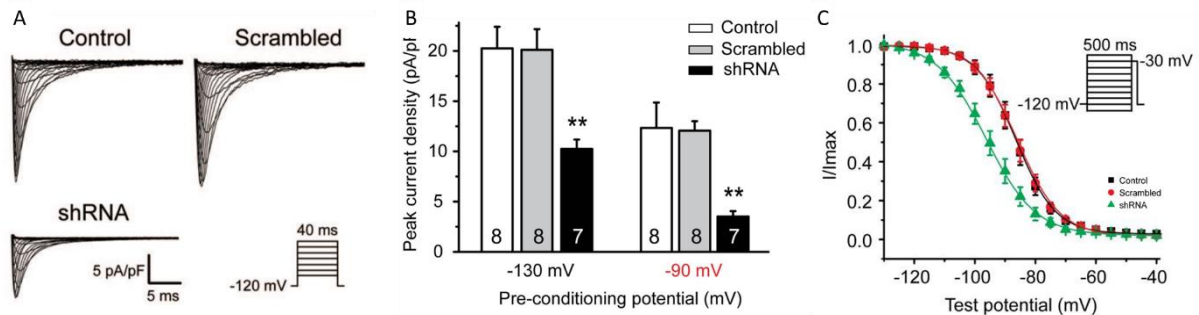 A
Control
Scrambled
shRNA
5 pA/pF
5 ms
40 ms
-120 mV
B
Peak current density (pA/pF
20
15
10
5
0
Control
Scrambled
shRNA
**
**
8
8
7
8
8
7
-130 mV
-90 mV
Pre-conditioning potential (mV)
C
I/Imax
1.0
0.8
0.6
0.4
0.2
0.0
500 ms
-30 mV
-120 mV
Control
Scrambled
shRNA
-120
-100
-80
-60
-40
Test potential (mV)